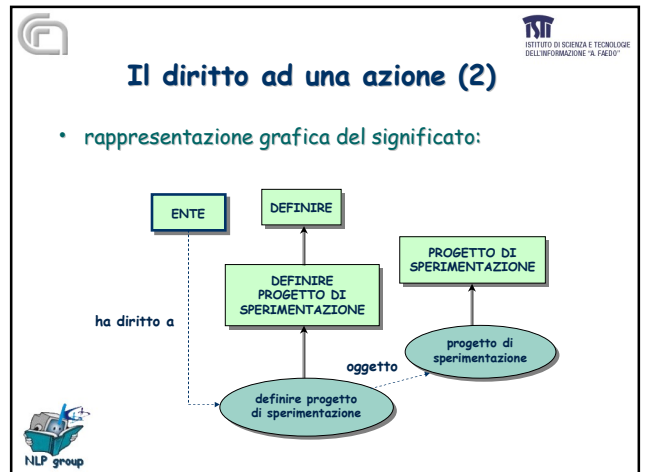 ISTI
ISTITUTO DI SCIENZA E TECNOLOGIE
DELL'INFORMAZIONE "A. FAEDO"
Il diritto ad una azione (2)
• rappresentazione grafica del significato:
ENTE
DEFINIRE
DEFINIRE
PROGETTO DI
SPERIMENTAZIONE
PROGETTO DI
SPERIMENTAZIONE
ha diritto a
oggetto
progetto di
sperimentazione
definire progetto
di sperimentazione
NLP group